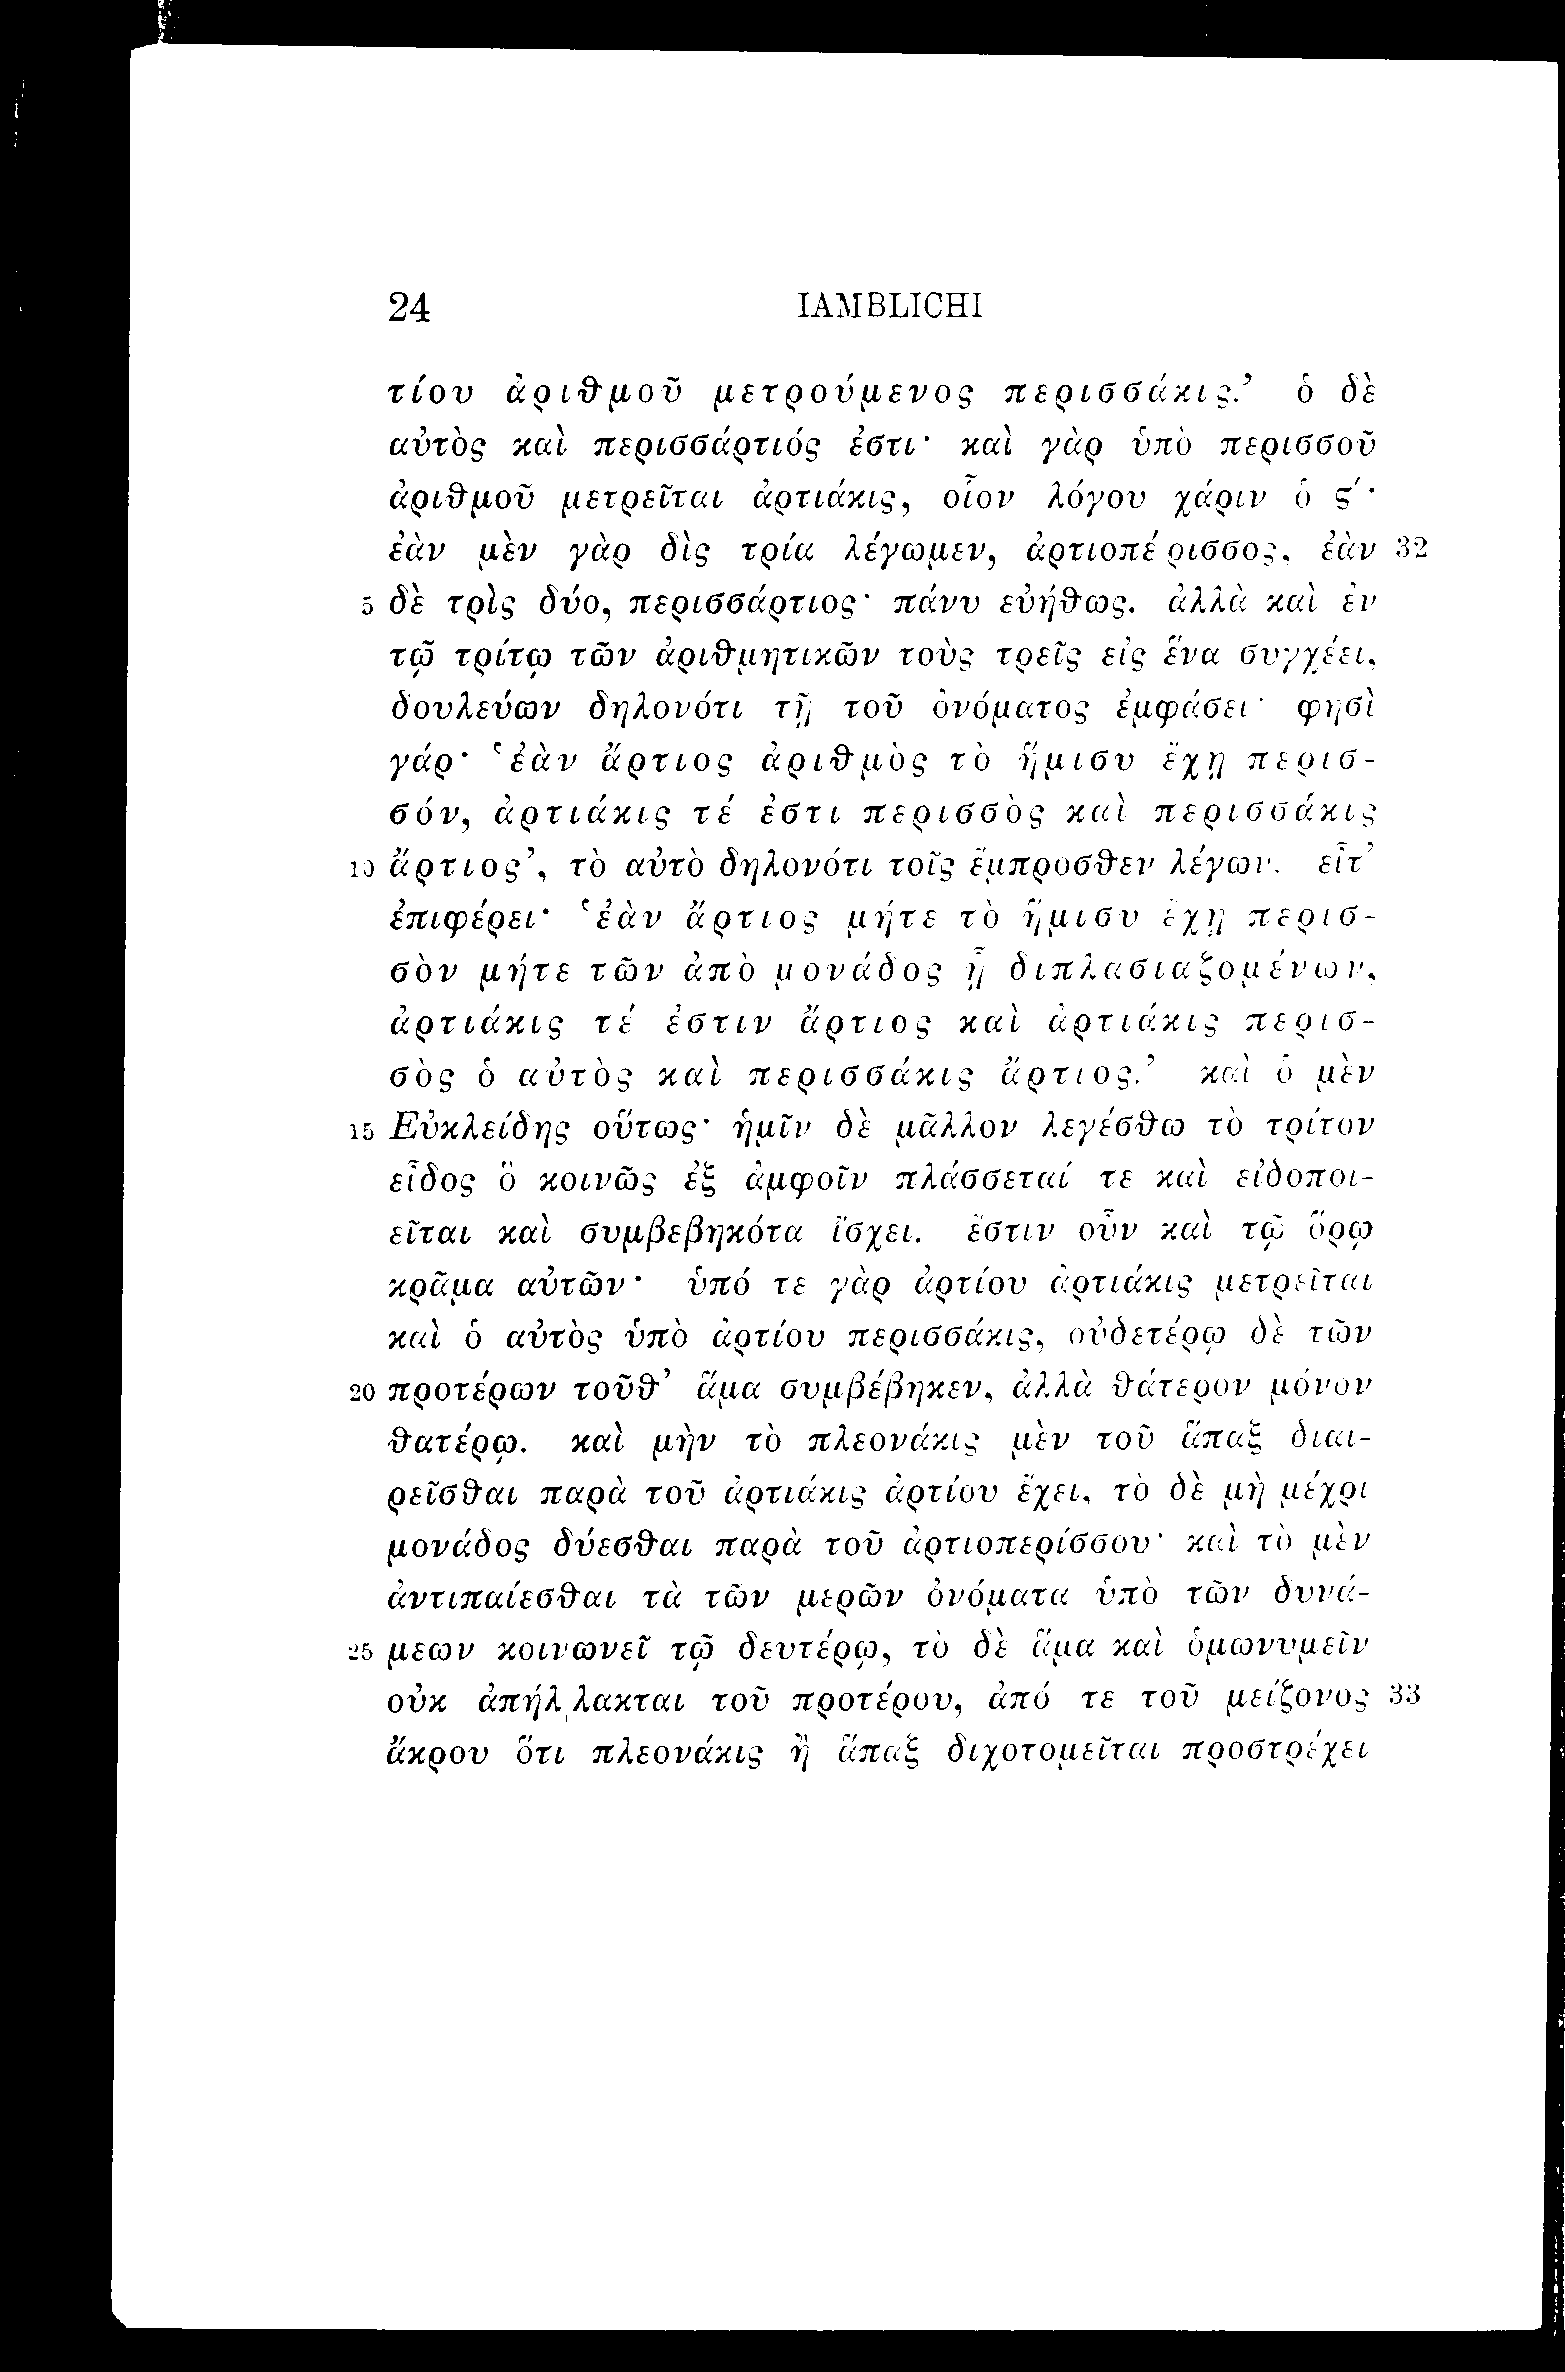 24 IAMBLICHI
τίου ἀριθμοῦ μετρούμενος περισσάκις.’ ὁ δὲ
αὐτὸς καὶ περισσάρτιός ἐστι· καὶ γὰρ ὑπὸ περισσοῦ
ἀριθμοῦ μετρεῖται ἀρτιάκις, οἷον λόγου χάριν ὁ ϛ΄·
ἐὰν μὲν γὰρ δὶς τρία λέγωμεν, ἀρτιοπέρισσος, ἐὰν 32
5 δὲ τρὶς δύο, περισσάρτιος· πάνυ εὐήθως. ἀλλὰ καὶ ἐν
τῷ τρίτῳ τῶν ἀριθμητικῶν τοὺς τρεῖς εἰς ἕνα συγχέει,
δουλεύων δηλονότι τῇ τοῦ ὀνόματος ἐμφάσει· φησὶ
γάρ· ‘ἐὰν ἄρτιος ἀριθμὸς τὸ ἥμισυ ἔχῃ περισ-
σόν, ἀρτιάκις τέ ἐστι περισσὸς καὶ περισσάκις
10 ἄρτιος’, τὸ αὐτὸ δηλονότι τοῖς ἔμπροσθεν λέγων. εἶτ’
ἐπιφέρει· ‘ἐὰν ἄρτιος μήτε τὸ ἥμισυ ἔχῃ περισ-
σὸν μήτε τῶν ἀπὸ μονάδος ᾖ διπλασιαζομένων,
ἀρτιάκις τέ ἐστιν ἄρτιος καὶ ἀρτιάκις περισ-
σὸς ὁ αὐτὸς καὶ περισσάκις ἄρτιος.’ καὶ ὁ μὲν
15 Εὐκλείδης οὕτως· ἡμῖν δὲ μᾶλλον λεγέσθω τὸ τρίτον
εἶδος ὃ κοινῶς ἐξ ἀμφοῖν πλάσσεταί τε καὶ εἰδοποι-
εῖται καὶ συμβεβηκότα ἴσχει. ἔστιν οὖν καὶ τῷ ὅρῳ
κρᾶμα αὐτῶν· ὑπό τε γὰρ ἀρτίου ἀρτιάκις μετρεῖται
καὶ ὁ αὐτὸς ὑπὸ ἀρτίου περισσάκις, οὐδετέρῳ δὲ τῶν
20 προτέρων τοῦθ’ ἅμα συμβέβηκεν, ἀλλὰ θάτερον μόνον
θατέρῳ. καὶ μὴν τὸ πλεονάκις μὲν τοῦ ἅπαξ διαι-
ρεῖσθαι παρὰ τοῦ ἀρτιάκις ἀρτίου ἔχει, τὸ δὲ μὴ μέχρι
μονάδος δύεσθαι παρὰ τοῦ ἀρτιοπερίσσου· καὶ τὸ μὲν
ἀντιπαίεσθαι τὰ τῶν μερῶν ὀνόματα ὑπὸ τῶν δυνά-
25 μεων κοινωνεῖ τῷ δευτέρῳ, τὸ δὲ ἅμα καὶ ὁμωνυμεῖν
οὐκ ἀπήλλακται τοῦ προτέρου, ἀπό τε τοῦ μείζονος 33
ἄκρου ὅτι πλεονάκις ἢ ἅπαξ διχοτομεῖται προστρέχει